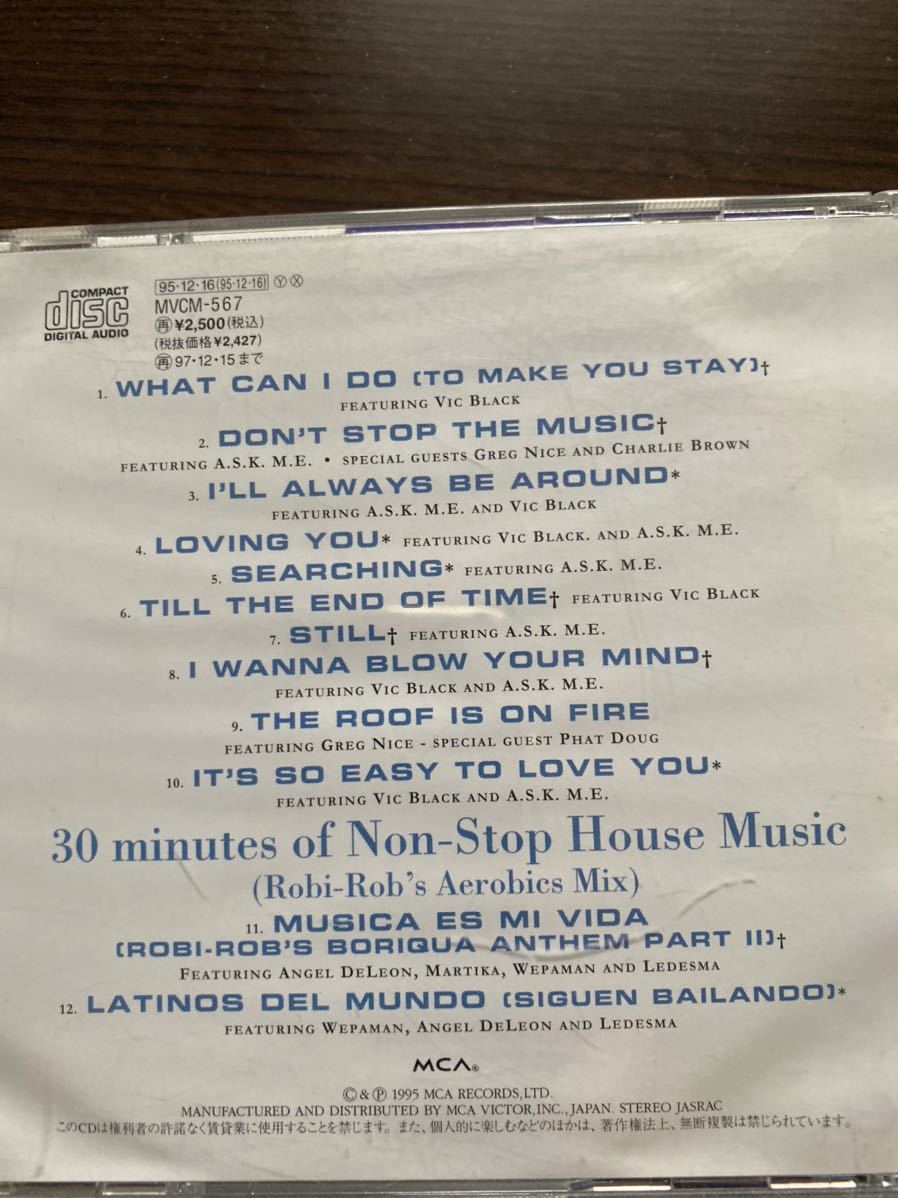 COMPACT
disc
DIGITAL AUDIO
95・12・16(95・12・16) Ⓨ Ⓧ
MVCM-567
㊢¥2,500(税込)
(税抜価格¥2,427)
97・12・15まで
1. WHAT CAN I DO (TO MAKE YOU STAY)†
FEATURING VIC BLACK
2. DON'T STOP THE MUSIC†
FEATURING A.S.K. M.E. • SPECIAL GUESTS GREG NICE AND CHARLIE BROWN
3. I'LL ALWAYS BE AROUND*
FEATURING A.S.K. M.E. AND VIC BLACK
4. LOVING YOU* FEATURING VIC BLACK. AND A.S.K. M.E.
5. SEARCHING* FEATURING A.S.K. M.E.
6. TILL THE END OF TIME† FEATURING VIC BLACK
7. STILL† FEATURING A.S.K. M.E.
8. I WANNA BLOW YOUR MIND†
FEATURING VIC BLACK AND A.S.K. M.E.
9. THE ROOF IS ON FIRE
FEATURING GREG NICE - SPECIAL GUEST PHAT DOUG
10. IT'S SO EASY TO LOVE YOU*
FEATURING VIC BLACK AND A.S.K. M.E.
30 minutes of Non-Stop House Music
(Robi-Rob's Aerobics Mix)
11. MUSICA ES MI VIDA
(ROBI-ROB'S BORIQUA ANTHEM PART II)†
FEATURING ANGEL DELEON, MARTIKA, WEPAMAN AND LEDESMA
12. LATINOS DEL MUNDO (SIGUEN BAILANDO)*
FEATURING WEPAMAN, ANGEL DELEON AND LEDESMA
MCA®
©&℗ 1995 MCA RECORDS,LTD.
MANUFACTURED AND DISTRIBUTED BY MCA VICTOR,INC.,JAPAN. STEREO JASRAC
このCDは権利者の許諾なく賃貸業に使用することを禁じます。また、個人的に楽しむなどのほかは、著作権法上、無断複製は禁じられています。